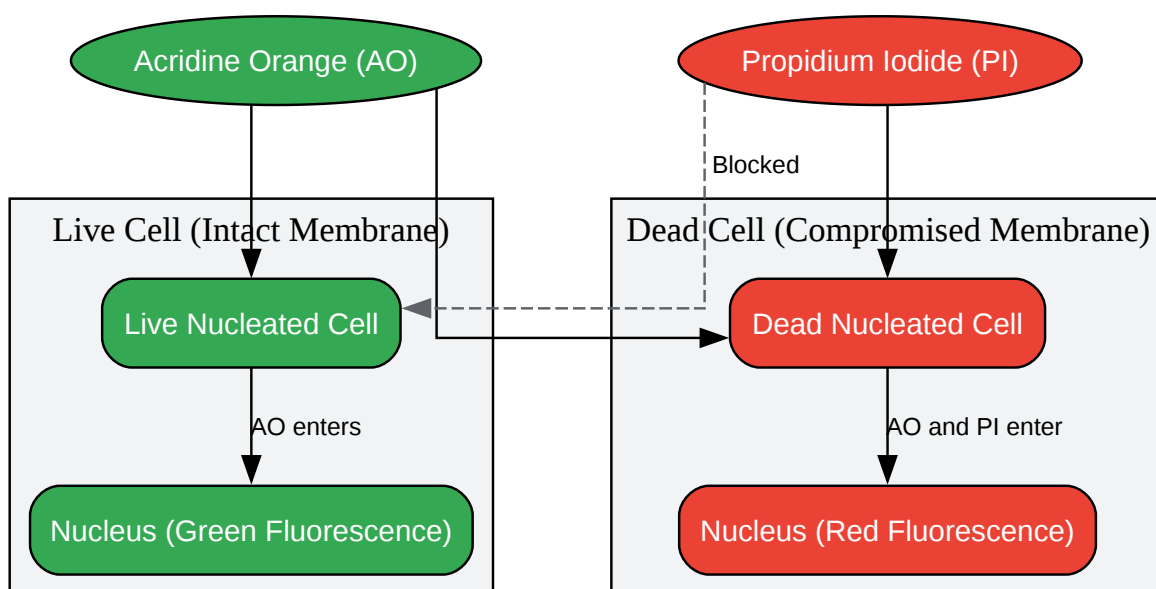 Acridine Orange (AO)
Propidium Iodide (PI)
Blocked
Live Cell (Intact Membrane)
Dead Cell (Compromised Membrane)
Live Nucleated Cell
Dead Nucleated Cell
AO enters
AO and PI enter
Nucleus (Green Fluorescence)
Nucleus (Red Fluorescence)